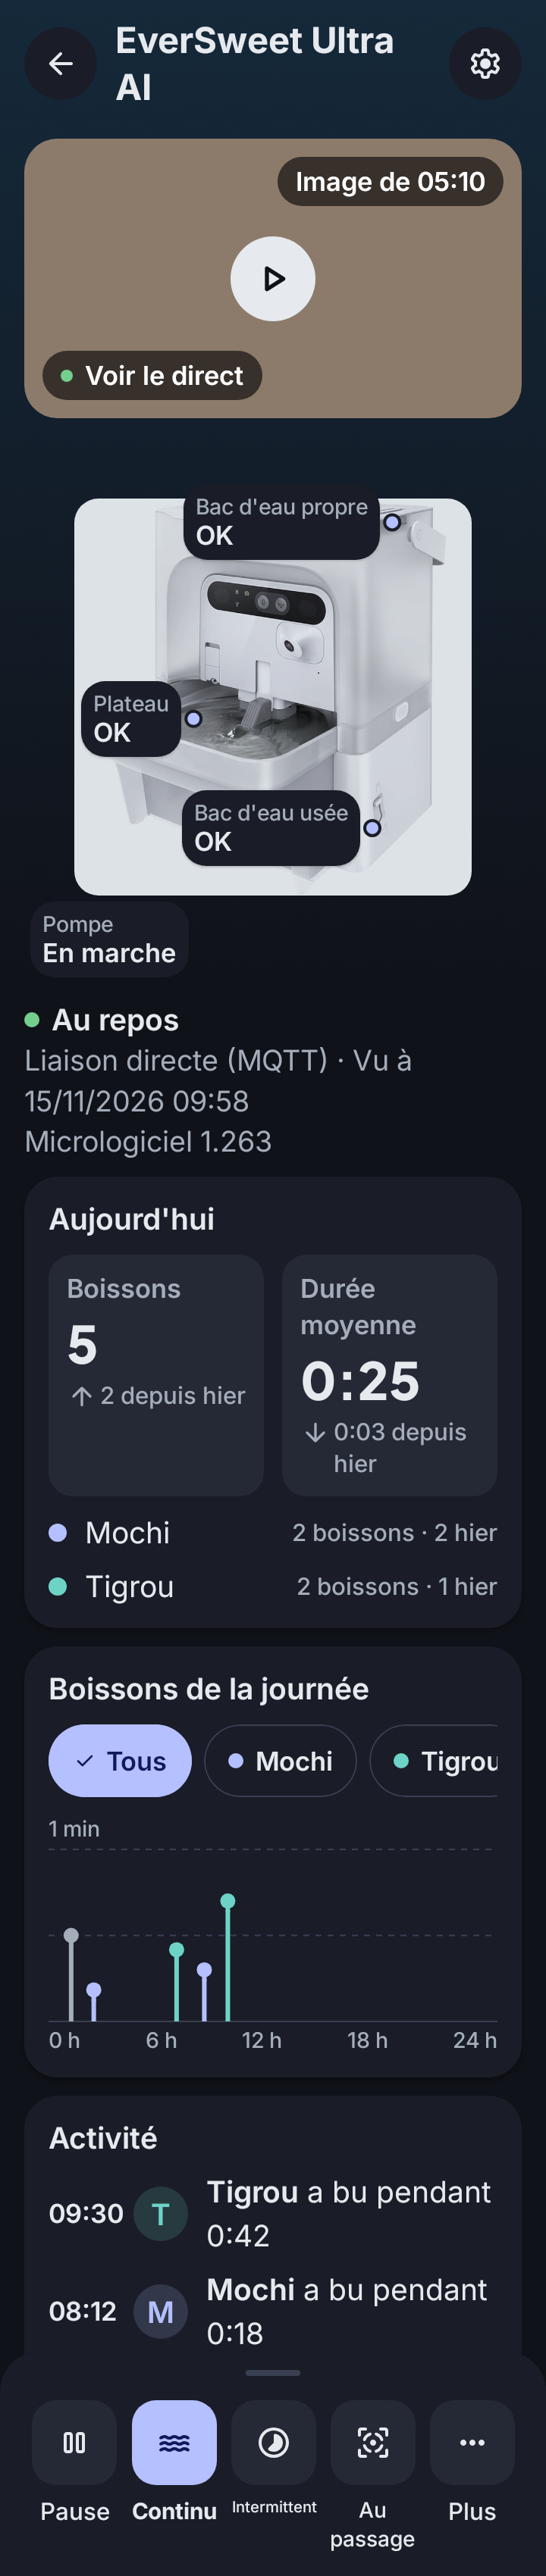 EverSweet Ultra
AI
Image de 05:10
Voir le direct
Bac d'eau propre
OK
Plateau
OK
Bac d'eau usée
OK
Pompe
En marche
Au repos
Liaison directe (MQTT) · Vu à
15/11/2026 09:58
Micrologiciel 1.263
Aujourd'hui
Boissons
5
↑ 2 depuis hier
Durée
moyenne
0:25
↓ 0:03 depuis
hier
Mochi 2 boissons · 2 hier
Tigrou 2 boissons · 1 hier
Boissons de la journée
Tous Mochi Tigrou
1 min
0 h 6 h 12 h 18 h 24 h
Activité
09:30 T Tigrou a bu pendant
0:42
08:12 M Mochi a bu pendant
0:18
Pause Continu Intermittent Au
passage Plus